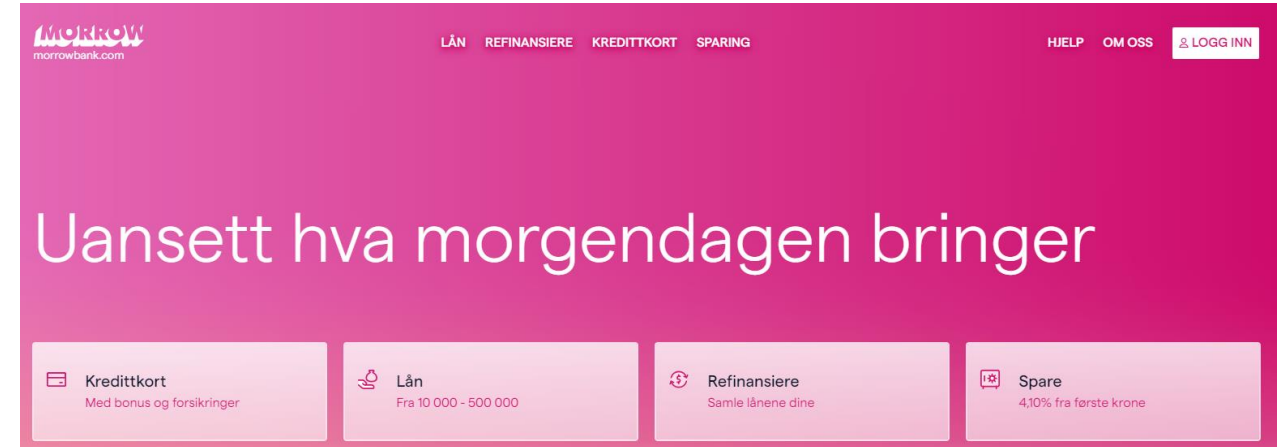 MORROW
morrowbank.com
LÅN REFINANSIERE KREDITTKORT SPARING
HJELP OM OSS LOGG INN
Uansett hva morgendagen bringer
Kredittkort
Med bonus og forsikringer
Lån
Fra 10 000 - 500 000
Refinansiere
Samle lånene dine
Spare
4,10% fra første krone